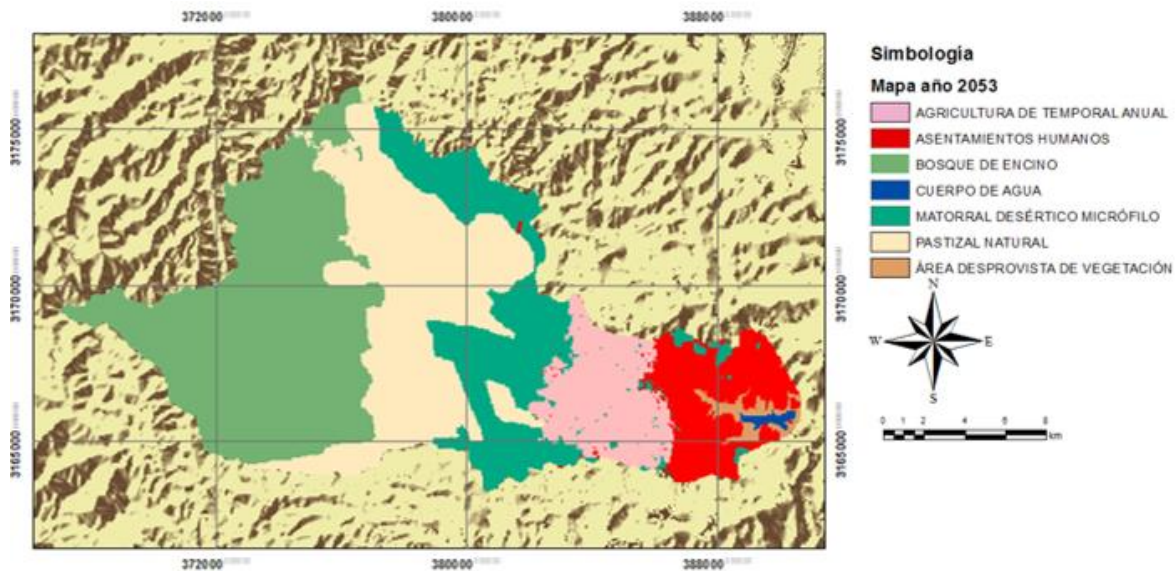 372000 380000 388000
3175000 3175000
3170000 3170000
3165000 3165000
372000 380000 388000
Simbología
Mapa año 2053
AGRICULTURA DE TEMPORAL ANUAL
ASENTAMIENTOS HUMANOS
BOSQUE DE ENCINO
CUERPO DE AGUA
MATORRAL DESÉRTICO MICRÓFILO
PASTIZAL NATURAL
ÁREA DESPROVISTA DE VEGETACIÓN
N
W E
S
0 1 2 4 6 8
km